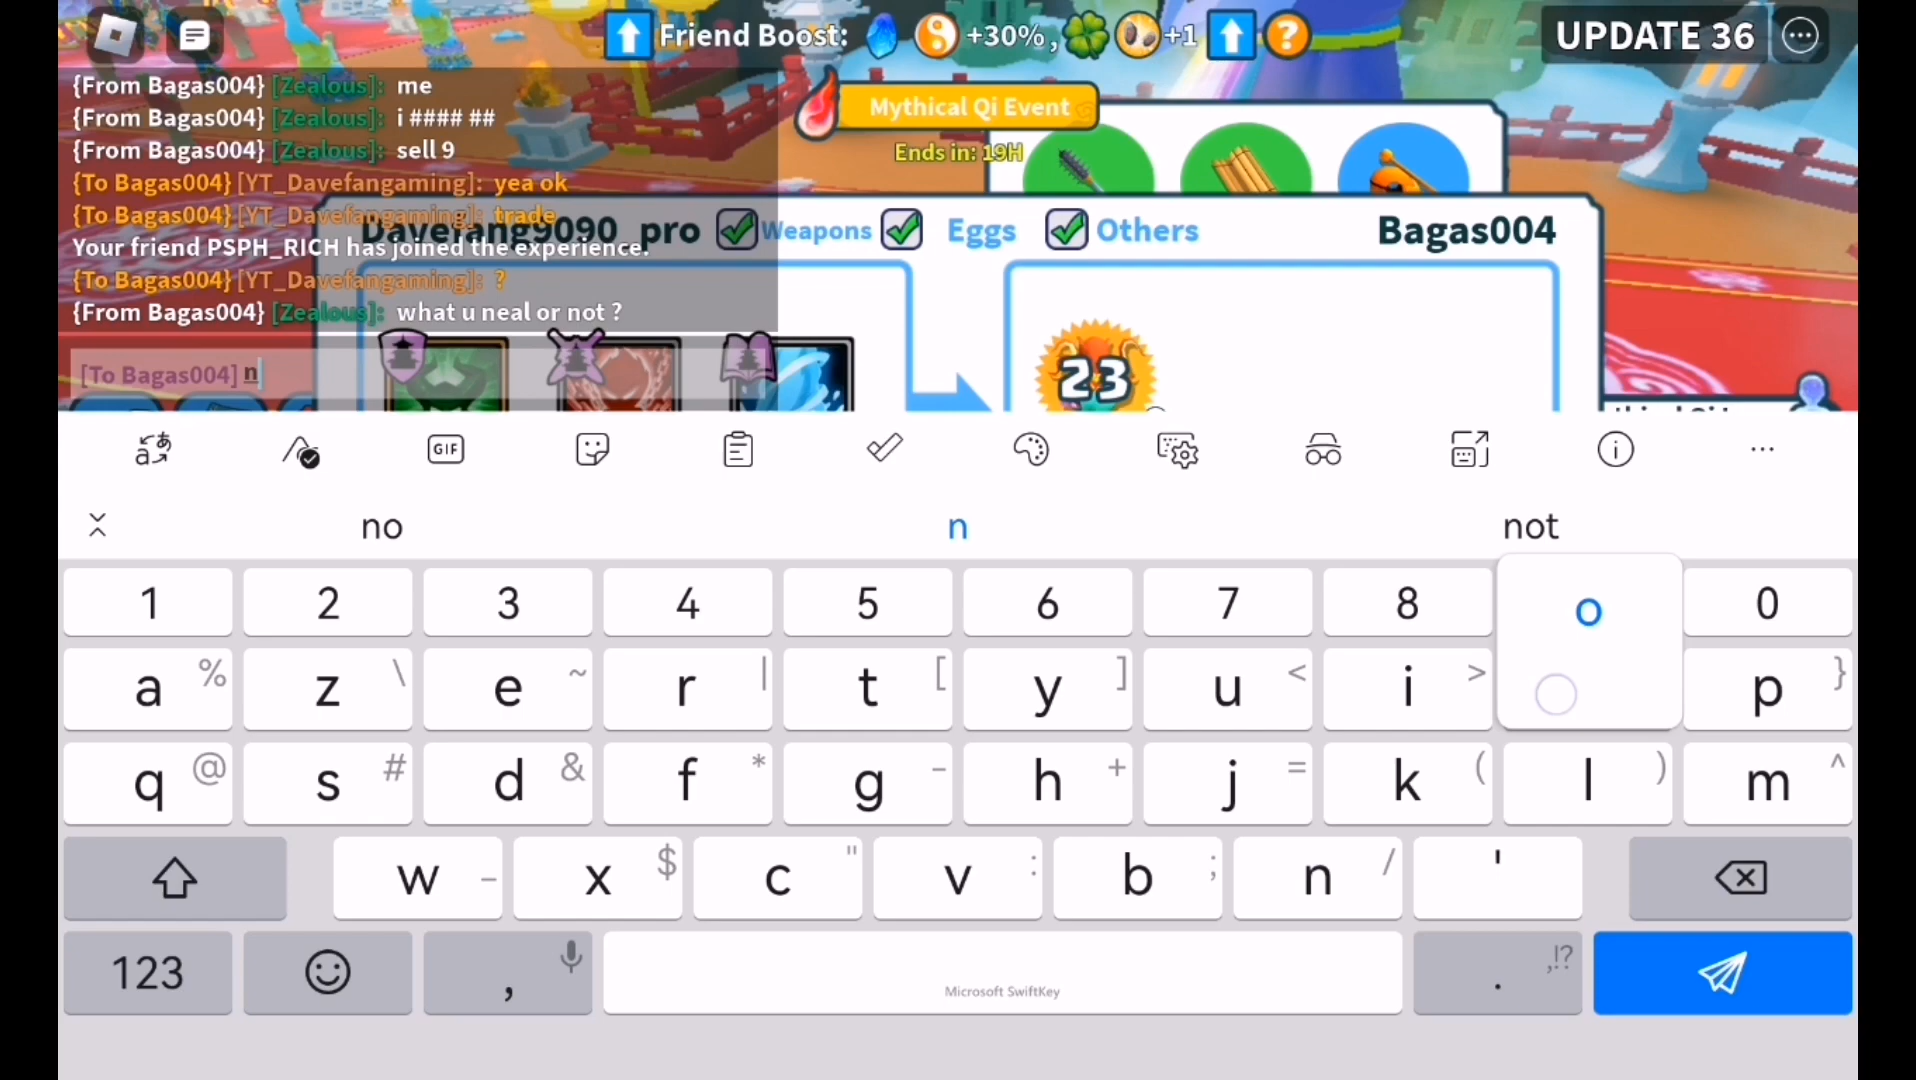 Friend Boost: +30%, +1
UPDATE 36
{From Bagas004} [Zealous]: me
{From Bagas004} [Zealous]: i #### ##
{From Bagas004} [Zealous]: sell 9
{To Bagas004} [YT_Davefangaming]: yea ok
{To Bagas004} [YT_Davefangaming]: trade
Your friend PSPH_RICH has joined the experience.
{To Bagas004} [YT_Davefangaming]: ?
{From Bagas004} [Zealous]: what u neal or not ?
[To Bagas004] n
Mythical Qi Event
Ends in: 19H
Davefang9090_pro Weapons Eggs Others Bagas004
23
GIF
no n not
1 2 3 4 5 6 7 8 o 0
a % z \ e ~ r | t [ y ] u < i > p }
q @ s # d & f * g - h + j = k ( l ) m ^
w _ x $ c " v : b ; n / '
123 , Microsoft SwiftKey . ,!?